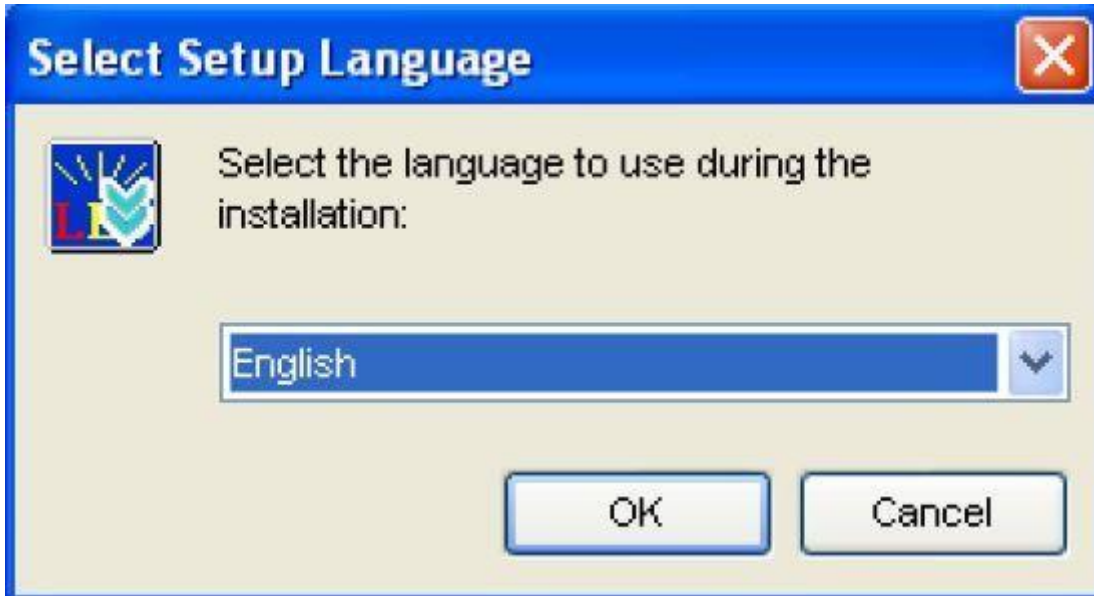 Select Setup Language
Select the language to use during the
installation:
English
OK
Cancel